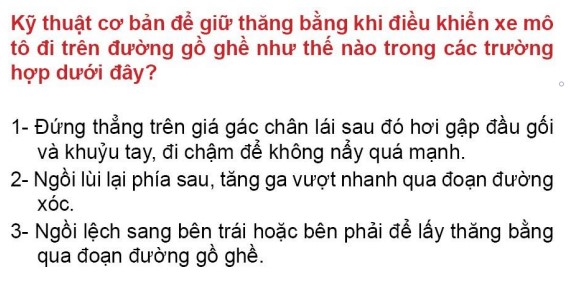 Kỹ thuật cơ bản để giữ thăng bằng khi điều khiển xe mô
tô đi trên đường gồ ghề như thế nào trong các trường
hợp dưới đây?
1- Đứng thẳng trên giá gác chân lái sau đó hơi gập đầu gối
và khuỷu tay, đi chậm để không nẩy quá mạnh.
2- Ngồi lùi lại phía sau, tăng ga vượt nhanh qua đoạn đường
xóc.
3- Ngồi lệch sang bên trái hoặc bên phải để lấy thăng bằng
qua đoạn đường gồ ghề.